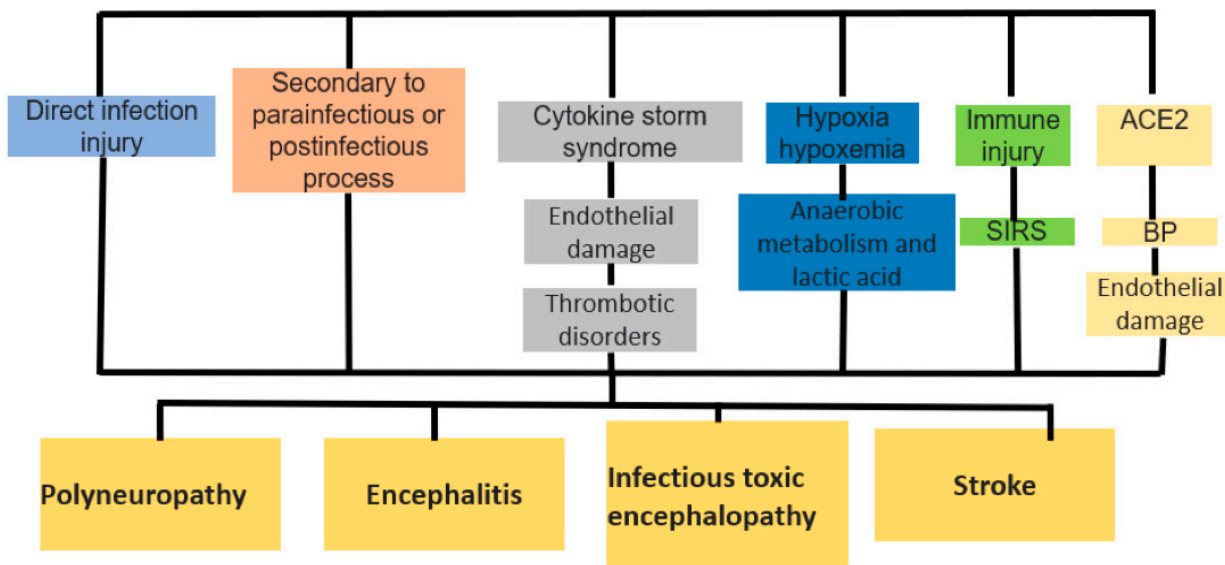 Direct infection
injury
Secondary to
parainfectious or
postinfectious
process
Cytokine storm
syndrome
Endothelial
damage
Thrombotic
disorders
Hypoxia
hypoxemia
Anaerobic
metabolism and
lactic acid
Immune
injury
SIRS
ACE2
BP
Endothelial
damage
Polyneuropathy
Encephalitis
Infectious toxic
encephalopathy
Stroke